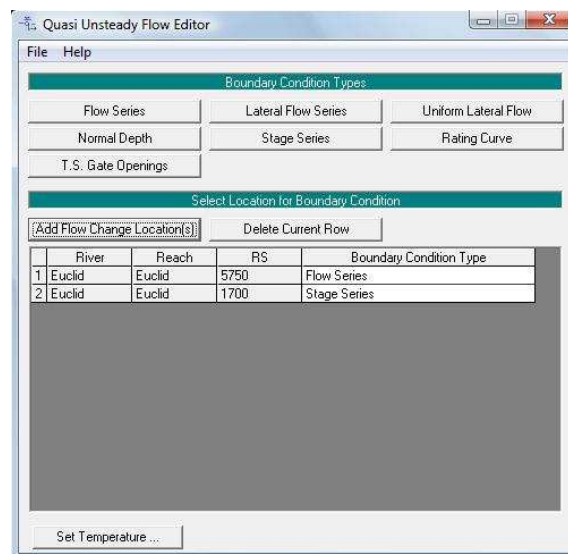 Quasi Unsteady Flow Editor
File Help
Boundary Condition Types
Flow Series Lateral Flow Series Uniform Lateral Flow
Normal Depth Stage Series Rating Curve
T.S. Gate Openings
Select Location for Boundary Condition
Add Flow Change Location(s) Delete Current Row
River Reach RS Boundary Condition Type
1 Euclid Euclid 5750 Flow Series
2 Euclid Euclid 1700 Stage Series
Set Temperature ...